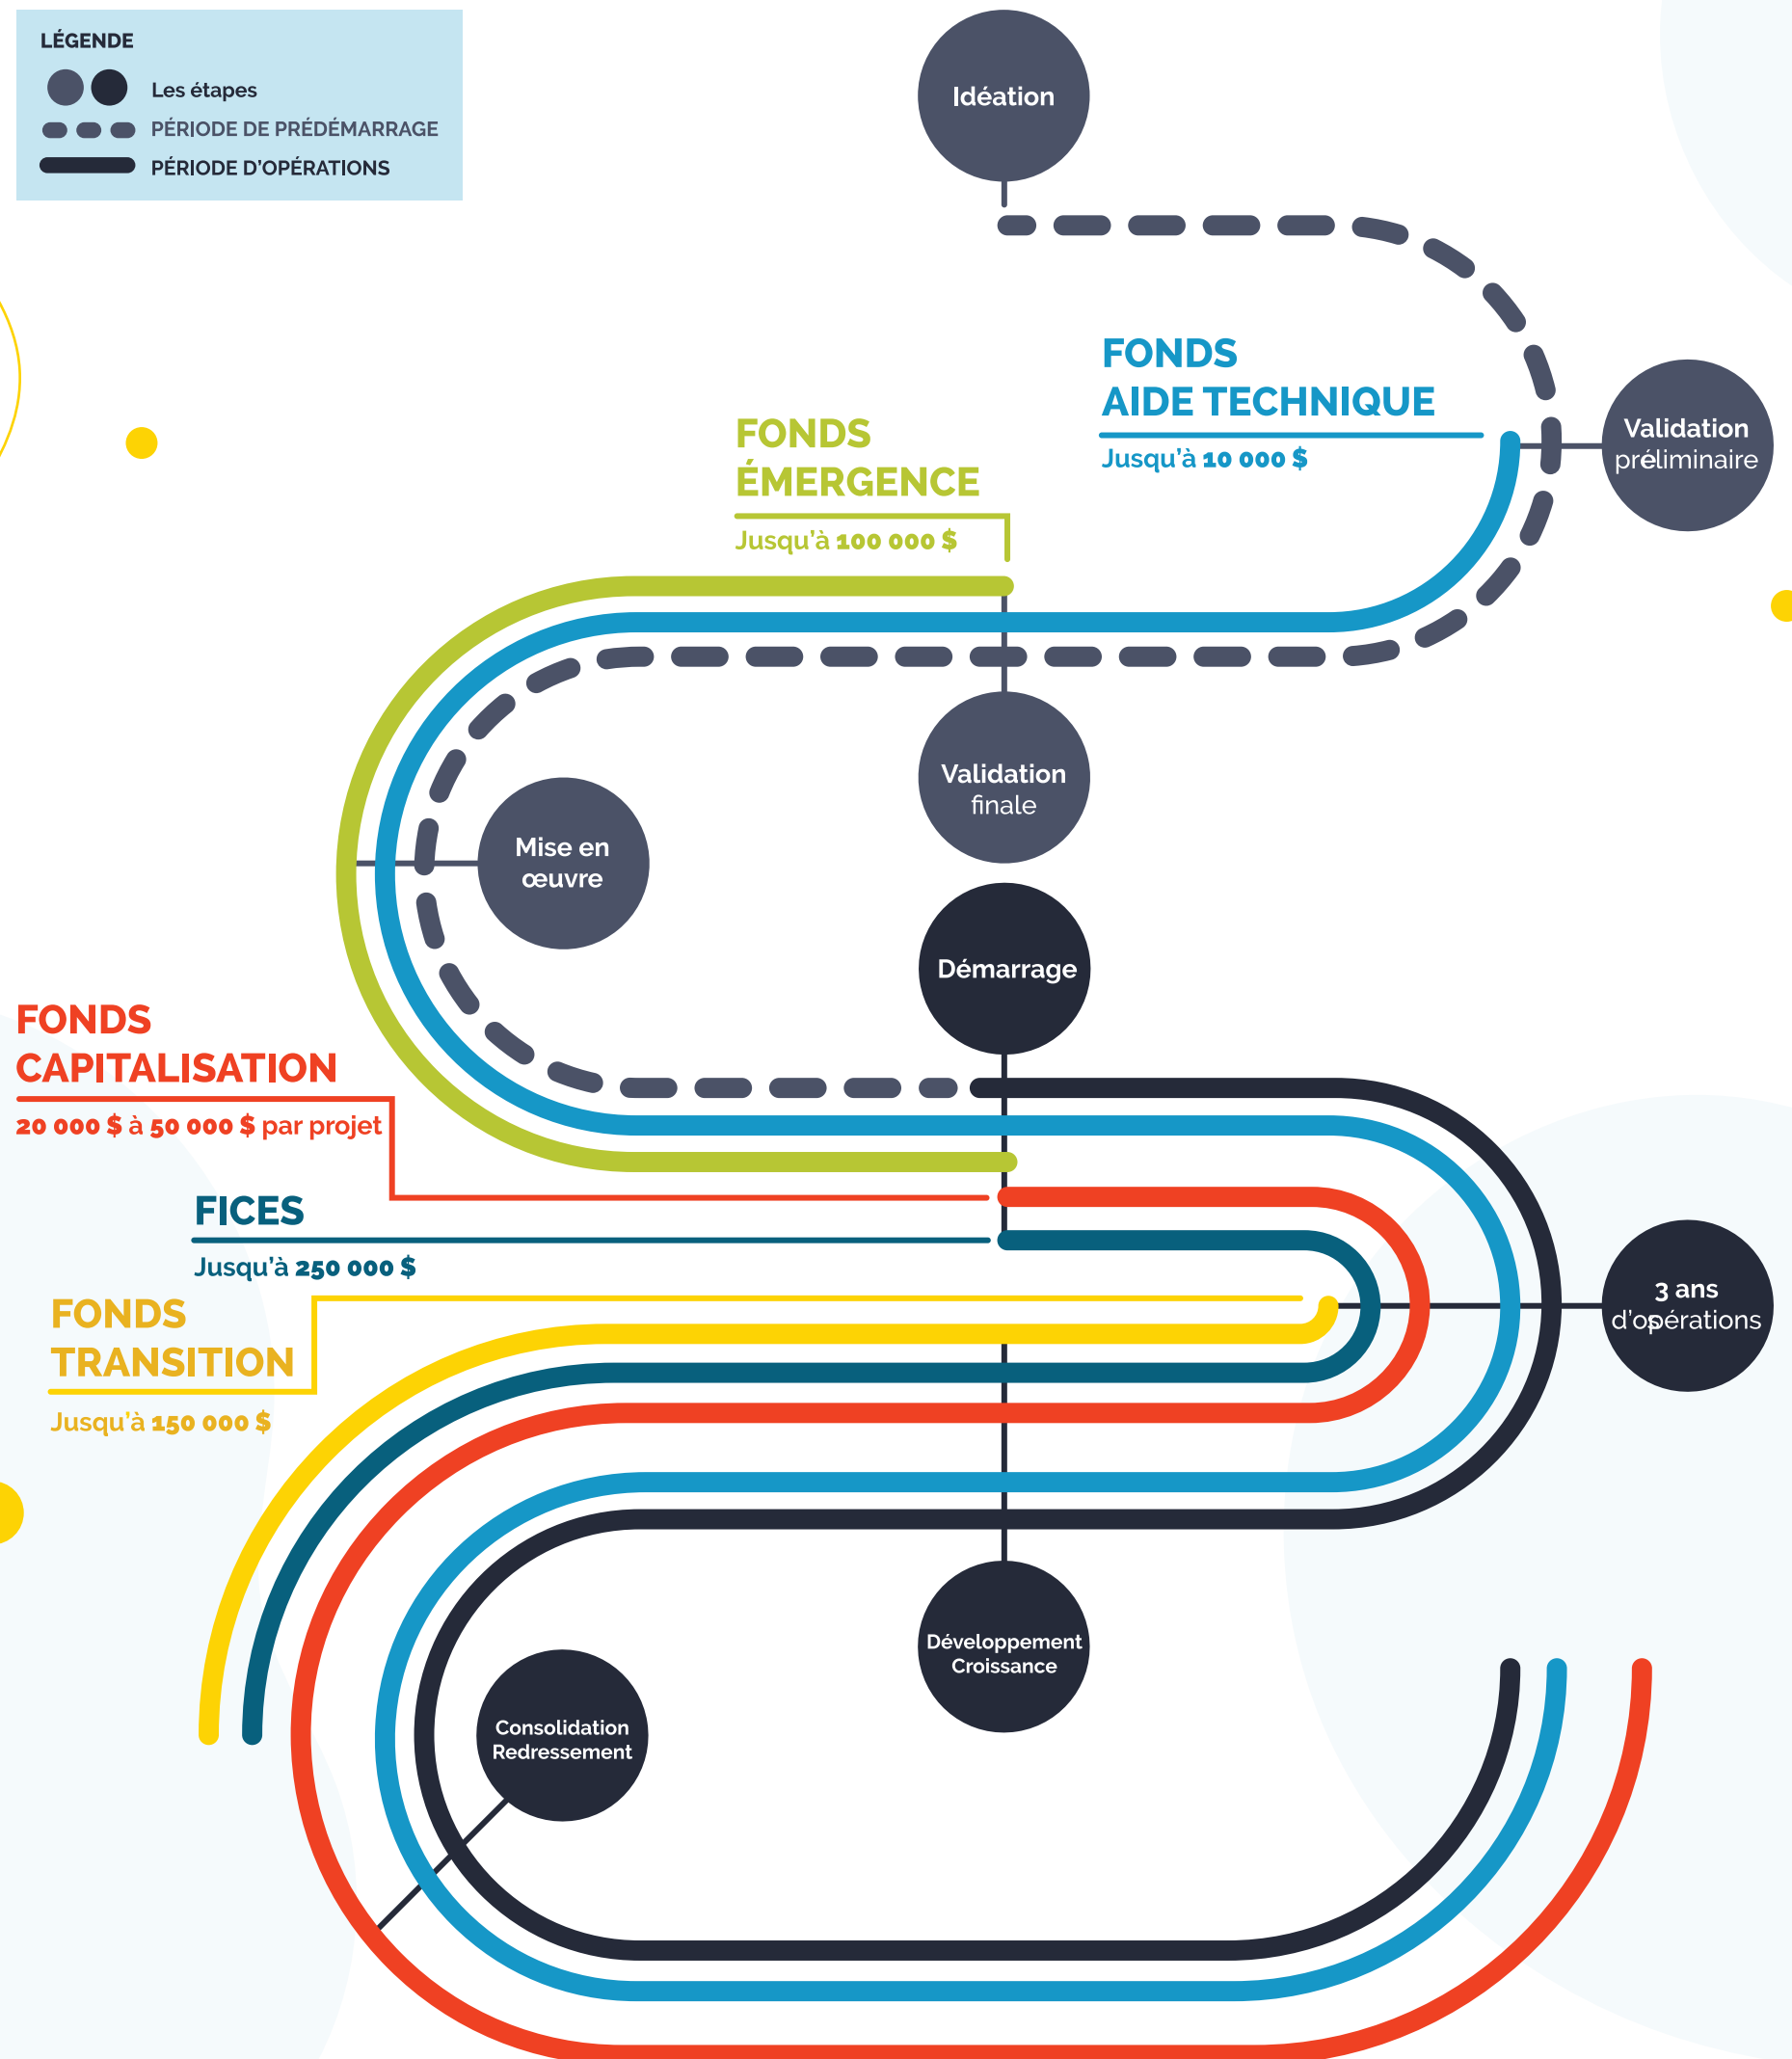 LÉGENDE
Les étapes
PÉRIODE DE PRÉDÉMARRAGE
PÉRIODE D'OPÉRATIONS
Idéation
FONDS
AIDE TECHNIQUE
Jusqu'à 10 000 $
Validation
préliminaire
FONDS
ÉMERGENCE
Jusqu'à 100 000 $
Validation
finale
Mise en
œuvre
Démarrage
FONDS
CAPITALISATION
20 000 $ à 50 000 $ par projet
FICES
Jusqu'à 250 000 $
3 ans
d'opérations
FONDS
TRANSITION
Jusqu'à 150 000 $
Développement
Croissance
Consolidation
Redressement